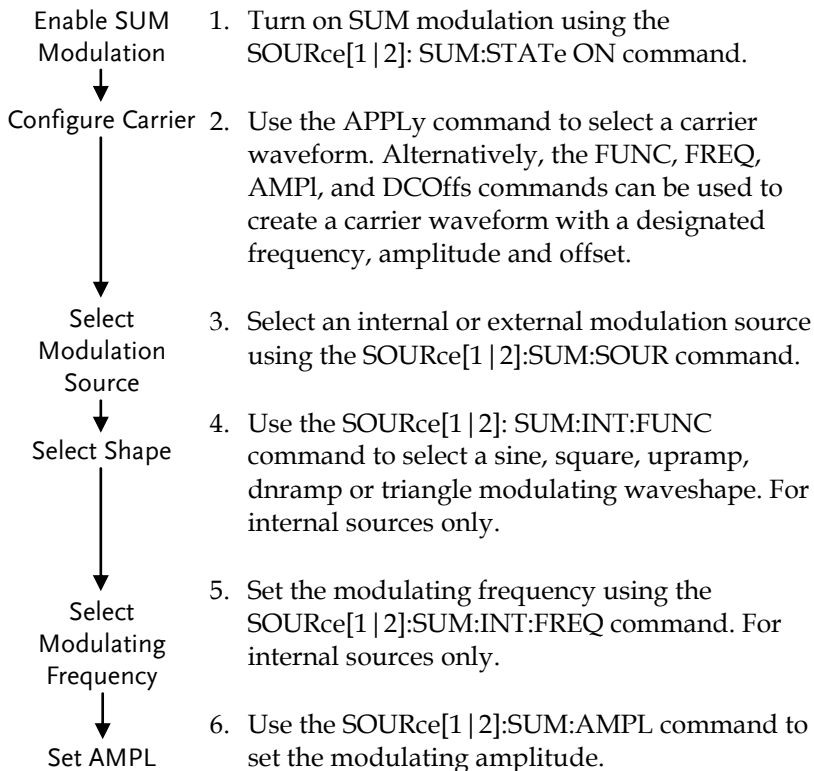 Enable SUM
Modulation
1. Turn on SUM modulation using the
SOURce[1|2]: SUM:STATe ON command.
Configure Carrier
2. Use the APPLy command to select a carrier
waveform. Alternatively, the FUNC, FREQ,
AMPl, and DCOffs commands can be used to
create a carrier waveform with a designated
frequency, amplitude and offset.
Select
Modulation
Source
3. Select an internal or external modulation source
using the SOURce[1|2]:SUM:SOUR command.
Select Shape
4. Use the SOURce[1|2]: SUM:INT:FUNC
command to select a sine, square, upramp,
dnramp or triangle modulating waveshape. For
internal sources only.
Select
Modulating
Frequency
5. Set the modulating frequency using the
SOURce[1|2]:SUM:INT:FREQ command. For
internal sources only.
Set AMPL
6. Use the SOURce[1|2]:SUM:AMPL command to
set the modulating amplitude.